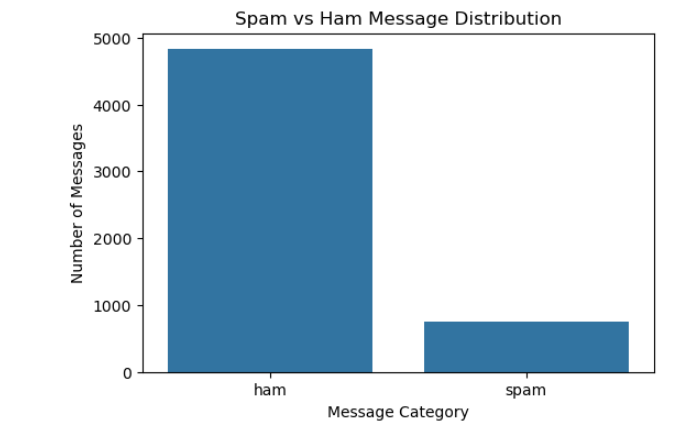 Spam vs Ham Message Distribution
5000
4000
3000
2000
1000
0
Number of Messages
ham spam
Message Category